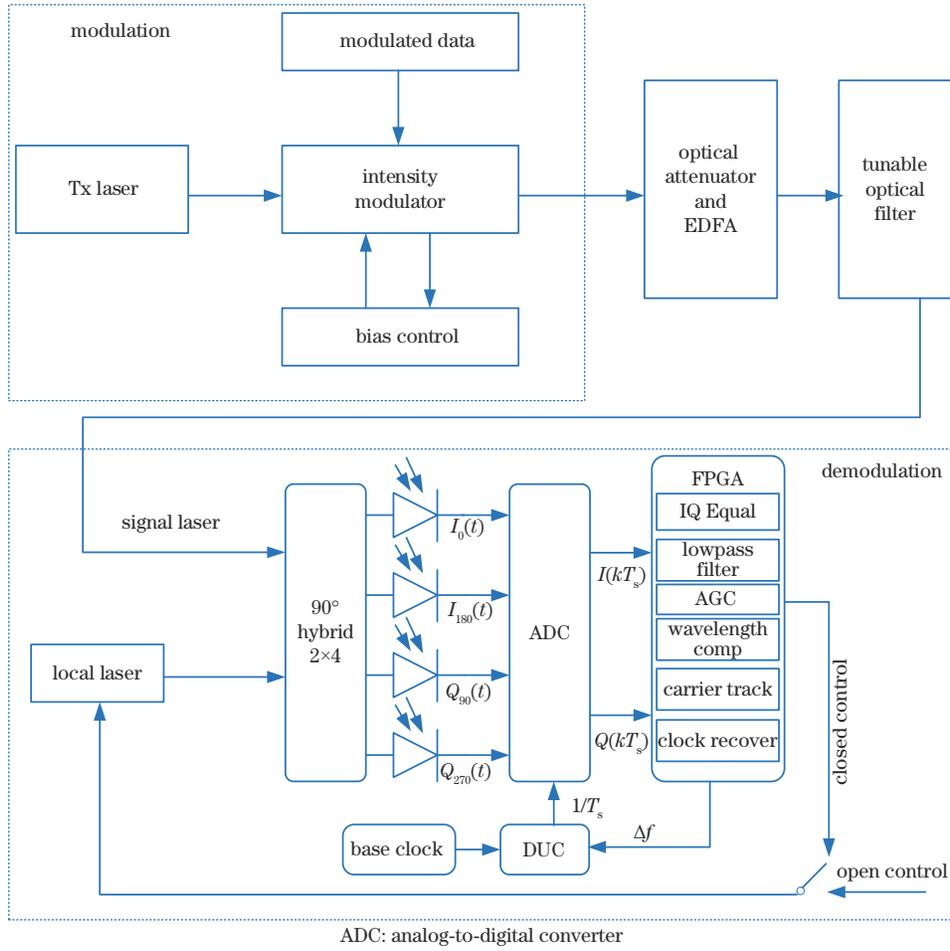 modulation
modulated data
Tx laser
intensity
modulator
bias control
optical
attenuator
and
EDFA
tunable
optical
filter
demodulation
signal laser
local laser
90°
hybrid
2×4
I₀(t)
I₁₈₀(t)
Q₉₀(t)
Q₂₇₀(t)
ADC
I(kTₛ)
Q(kTₛ)
FPGA
IQ Equal
lowpass
filter
AGC
wavelength
comp
carrier track
clock recover
closed control
1/Tₛ
Δf
base clock
DUC
open control
ADC: analog-to-digital converter